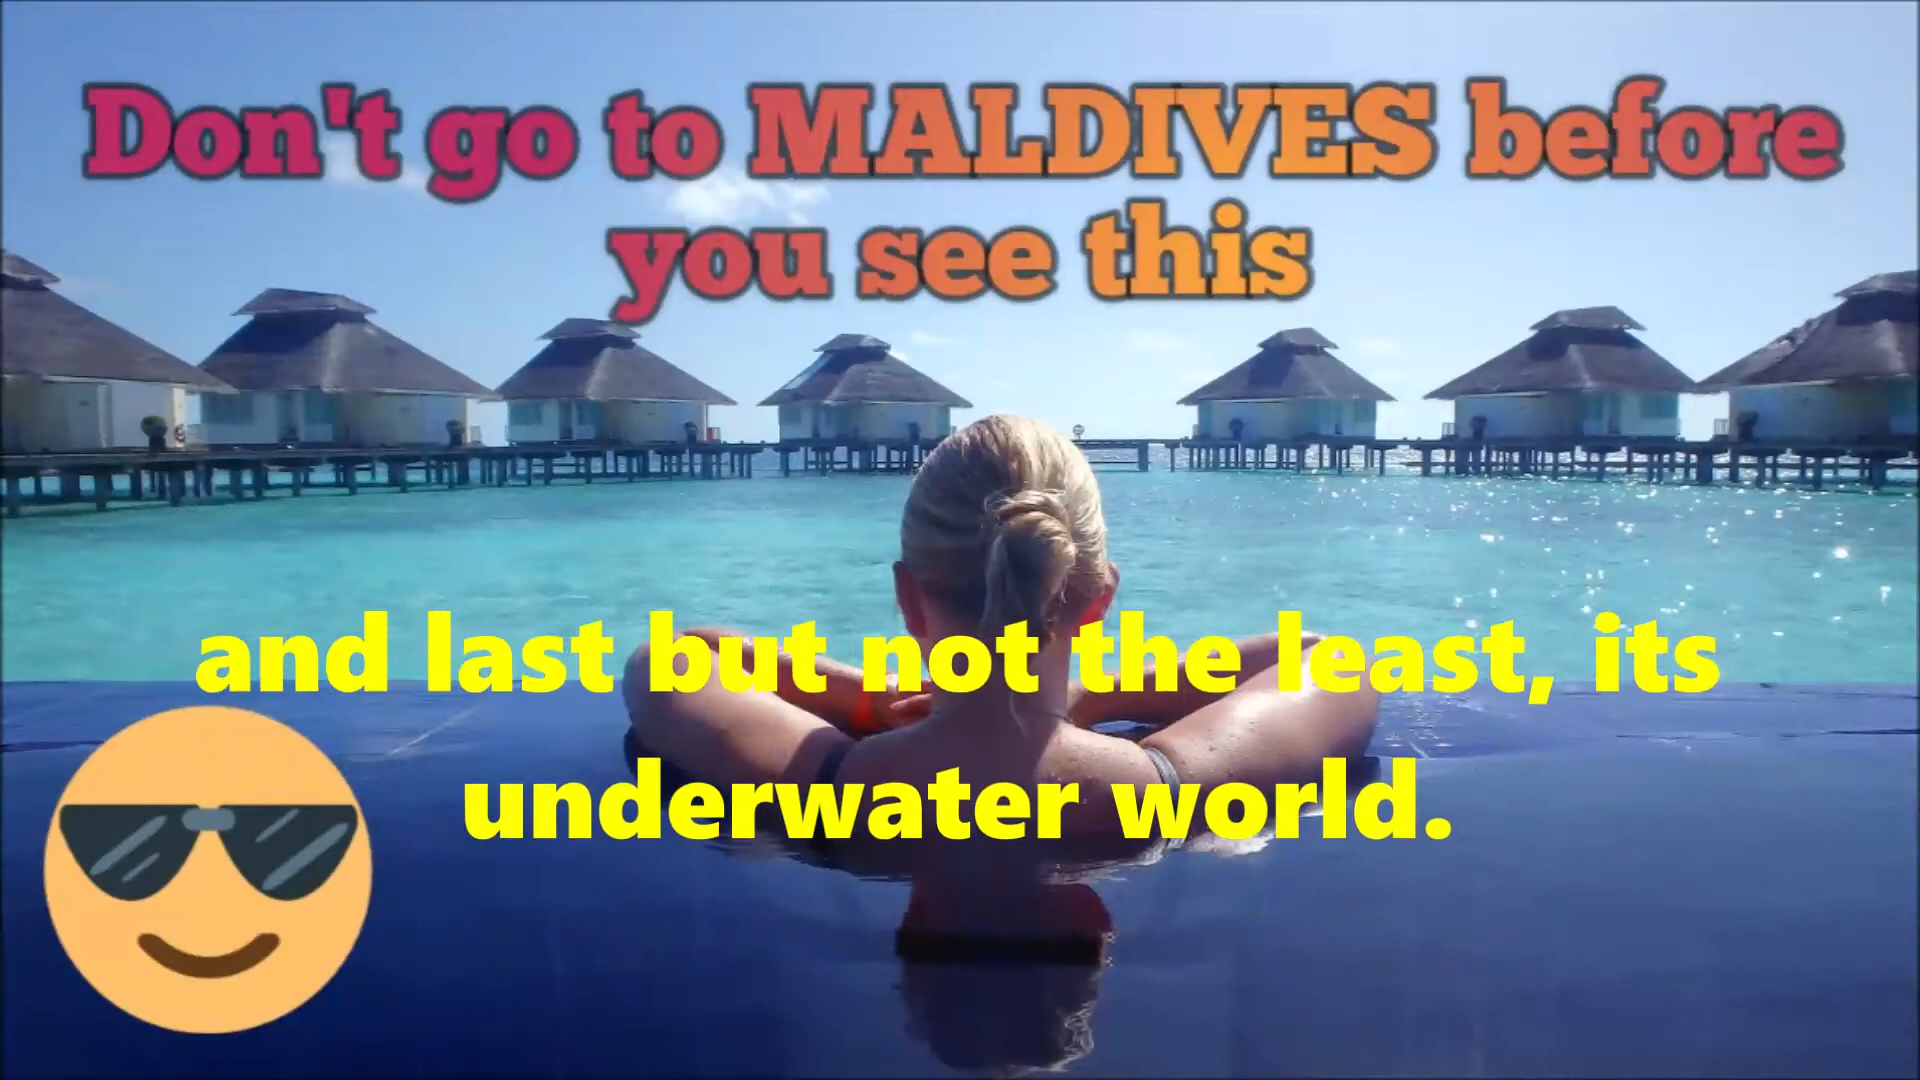 Don't go to MALDIVES before
you see this
and last but not the least, its
underwater world.